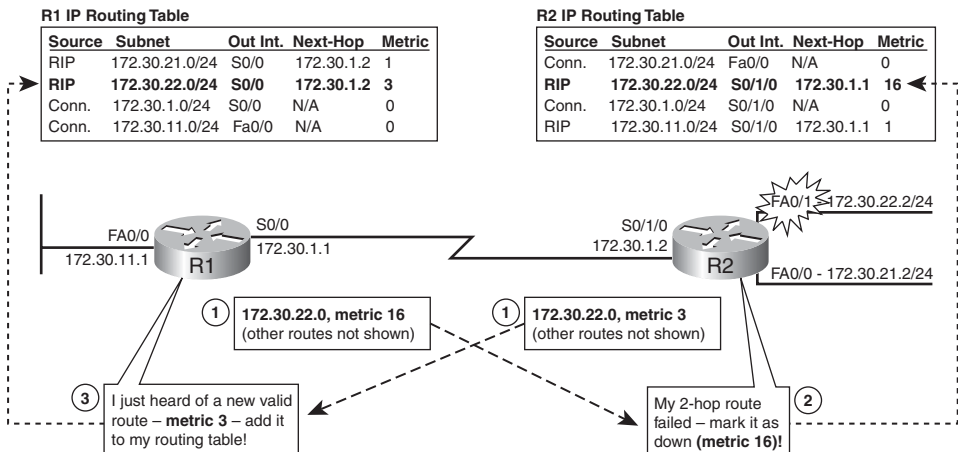 R1 IP Routing Table
Source Subnet Out Int. Next-Hop Metric
RIP 172.30.21.0/24 S0/0 172.30.1.2 1
RIP 172.30.22.0/24 S0/0 172.30.1.2 3
Conn. 172.30.1.0/24 S0/0 N/A 0
Conn. 172.30.11.0/24 Fa0/0 N/A 0
R2 IP Routing Table
Source Subnet Out Int. Next-Hop Metric
Conn. 172.30.21.0/24 Fa0/0 N/A 0
RIP 172.30.22.0/24 S0/1/0 172.30.1.1 16
Conn. 172.30.1.0/24 S0/1/0 N/A 0
RIP 172.30.11.0/24 S0/1/0 172.30.1.1 1
FA0/0
172.30.11.1
R1
S0/0
172.30.1.1
S0/1/0
172.30.1.2
R2
FA0/1 - 172.30.22.2/24
FA0/0 - 172.30.21.2/24
1
172.30.22.0, metric 16
(other routes not shown)
1
172.30.22.0, metric 3
(other routes not shown)
3
I just heard of a new valid
route – metric 3 – add it
to my routing table!
My 2-hop route
failed – mark it as
down (metric 16)!
2